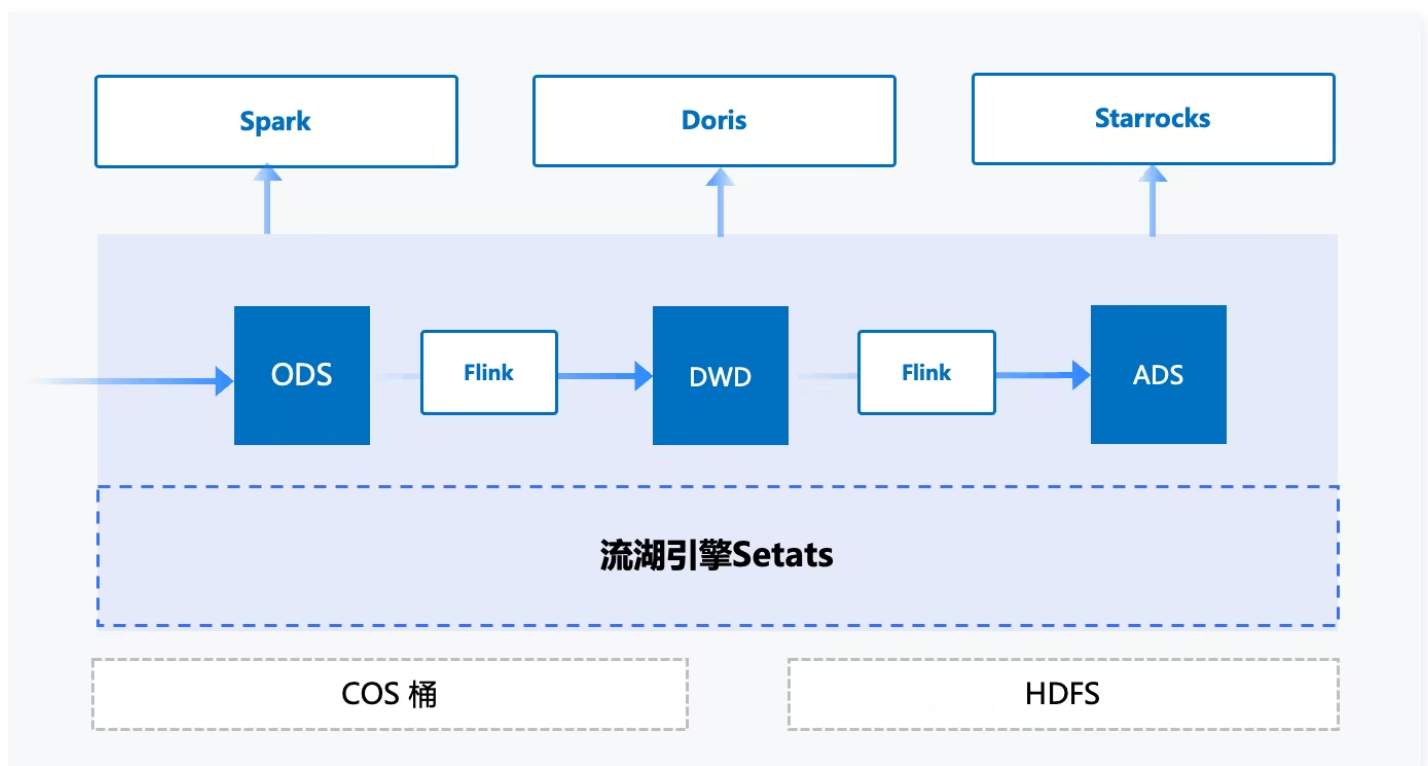 Spark
Doris
Starrocks
ODS
Flink
DWD
Flink
ADS
流湖引擎Setats
COS 桶
HDFS